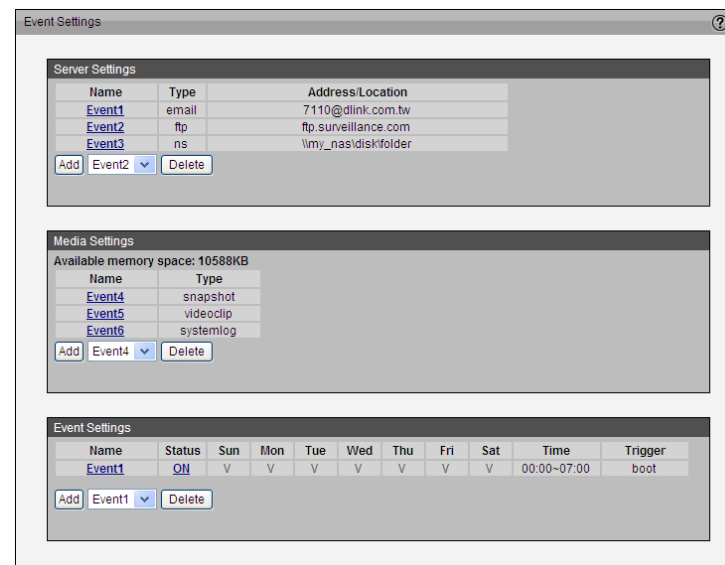 Event Settings
Server Settings
Name Type Address/Location
Event1 email 7110@dlink.com.tw
Event2 ftp ftp.surveillance.com
Event3 ns \\my_nas\disk\folder
Add Event2 Delete
Media Settings
Available memory space: 10588KB
Name Type
Event4 snapshot
Event5 videoclip
Event6 systemlog
Add Event4 Delete
Event Settings
Name Status Sun Mon Tue Wed Thu Fri Sat Time Trigger
Event1 ON V V V V V V V 00:00~07:00 boot
Add Event1 Delete